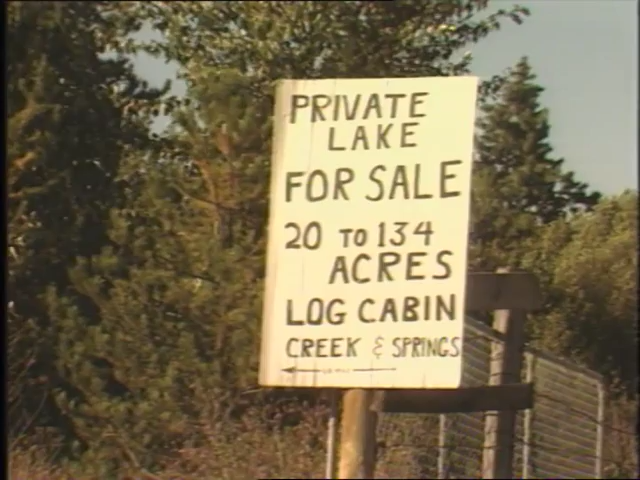 PRIVATE
LAKE
FOR SALE
20 TO 134
ACRES
LOG CABIN
CREEK & SPRINGS